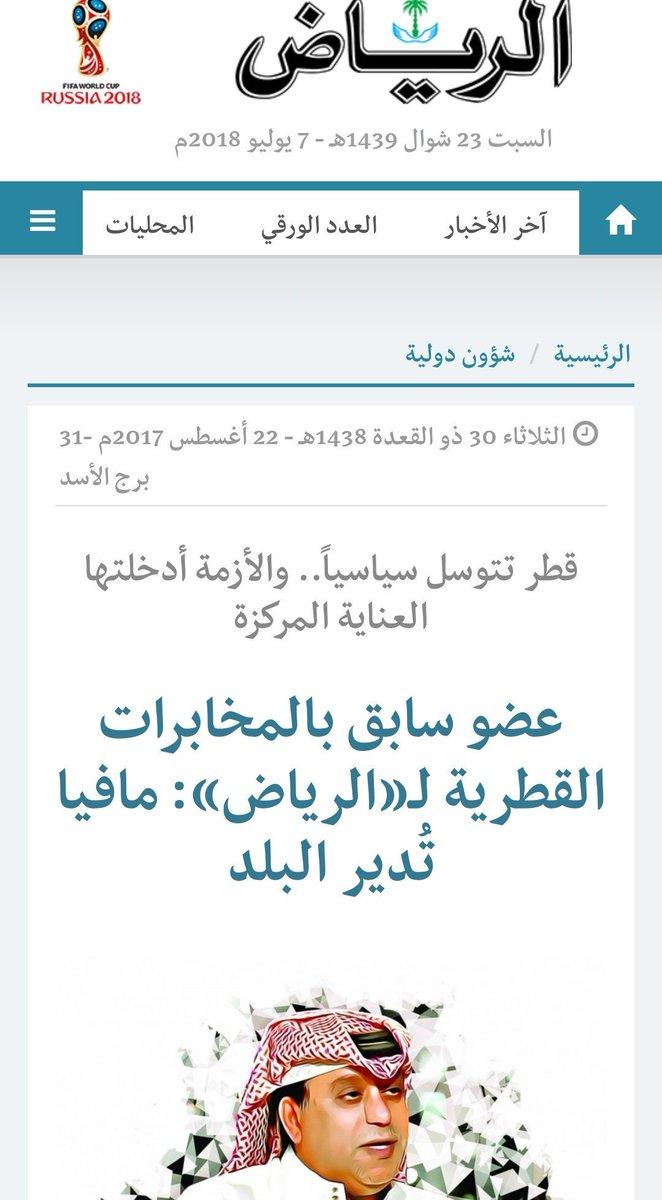 الرياض
FIFA WORLD CUP
RUSSIA 2018
السبت 23 شوال 1439هـ - 7 يوليو 2018م
آخر الأخبار العدد الورقي المحليات
الرئيسية / شؤون دولية
الثلاثاء 30 ذو القعدة 1438هـ - 22 أغسطس 2017م -31
برج الأسد
قطر تتوسل سياسياً.. والأزمة أدخلتها
العناية المركزة
عضو سابق بالمخابرات
القطرية لـ«الرياض»: مافيا
تُدير البلد